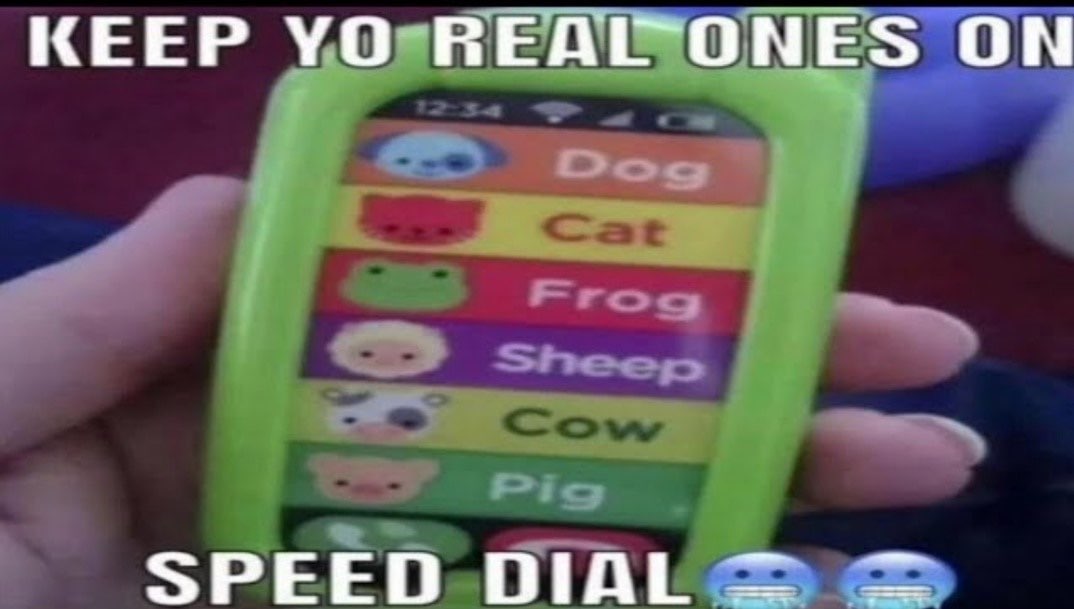 KEEP YO REAL ONES ON
12:34
Dog
Cat
Frog
Sheep
Cow
Pig
SPEED DIAL🥶🥶